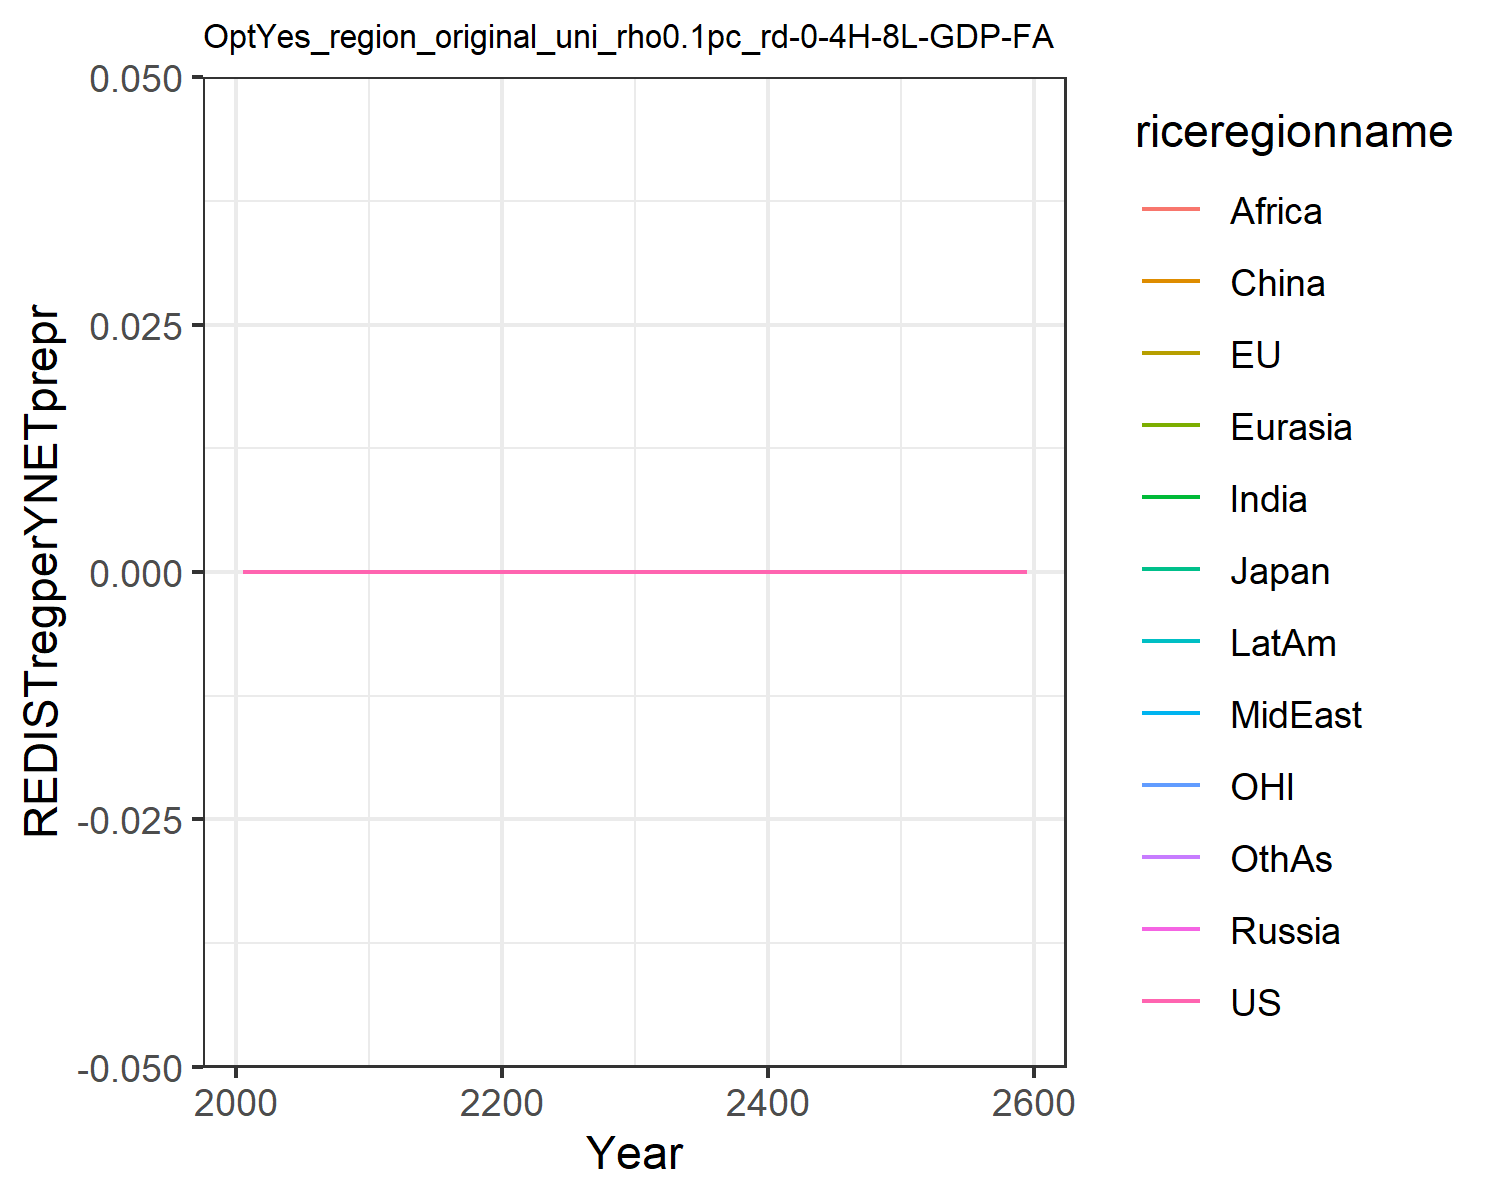 OptYes_region_original_uni_rho0.1pc_rd-0-4H-8L-GDP-FA
REDISTregperYNETprepr
0.050
0.025
0.000
-0.025
-0.050
2000
2200
2400
2600
Year
riceregionname
Africa
China
EU
Eurasia
India
Japan
LatAm
MidEast
OHI
OthAs
Russia
US